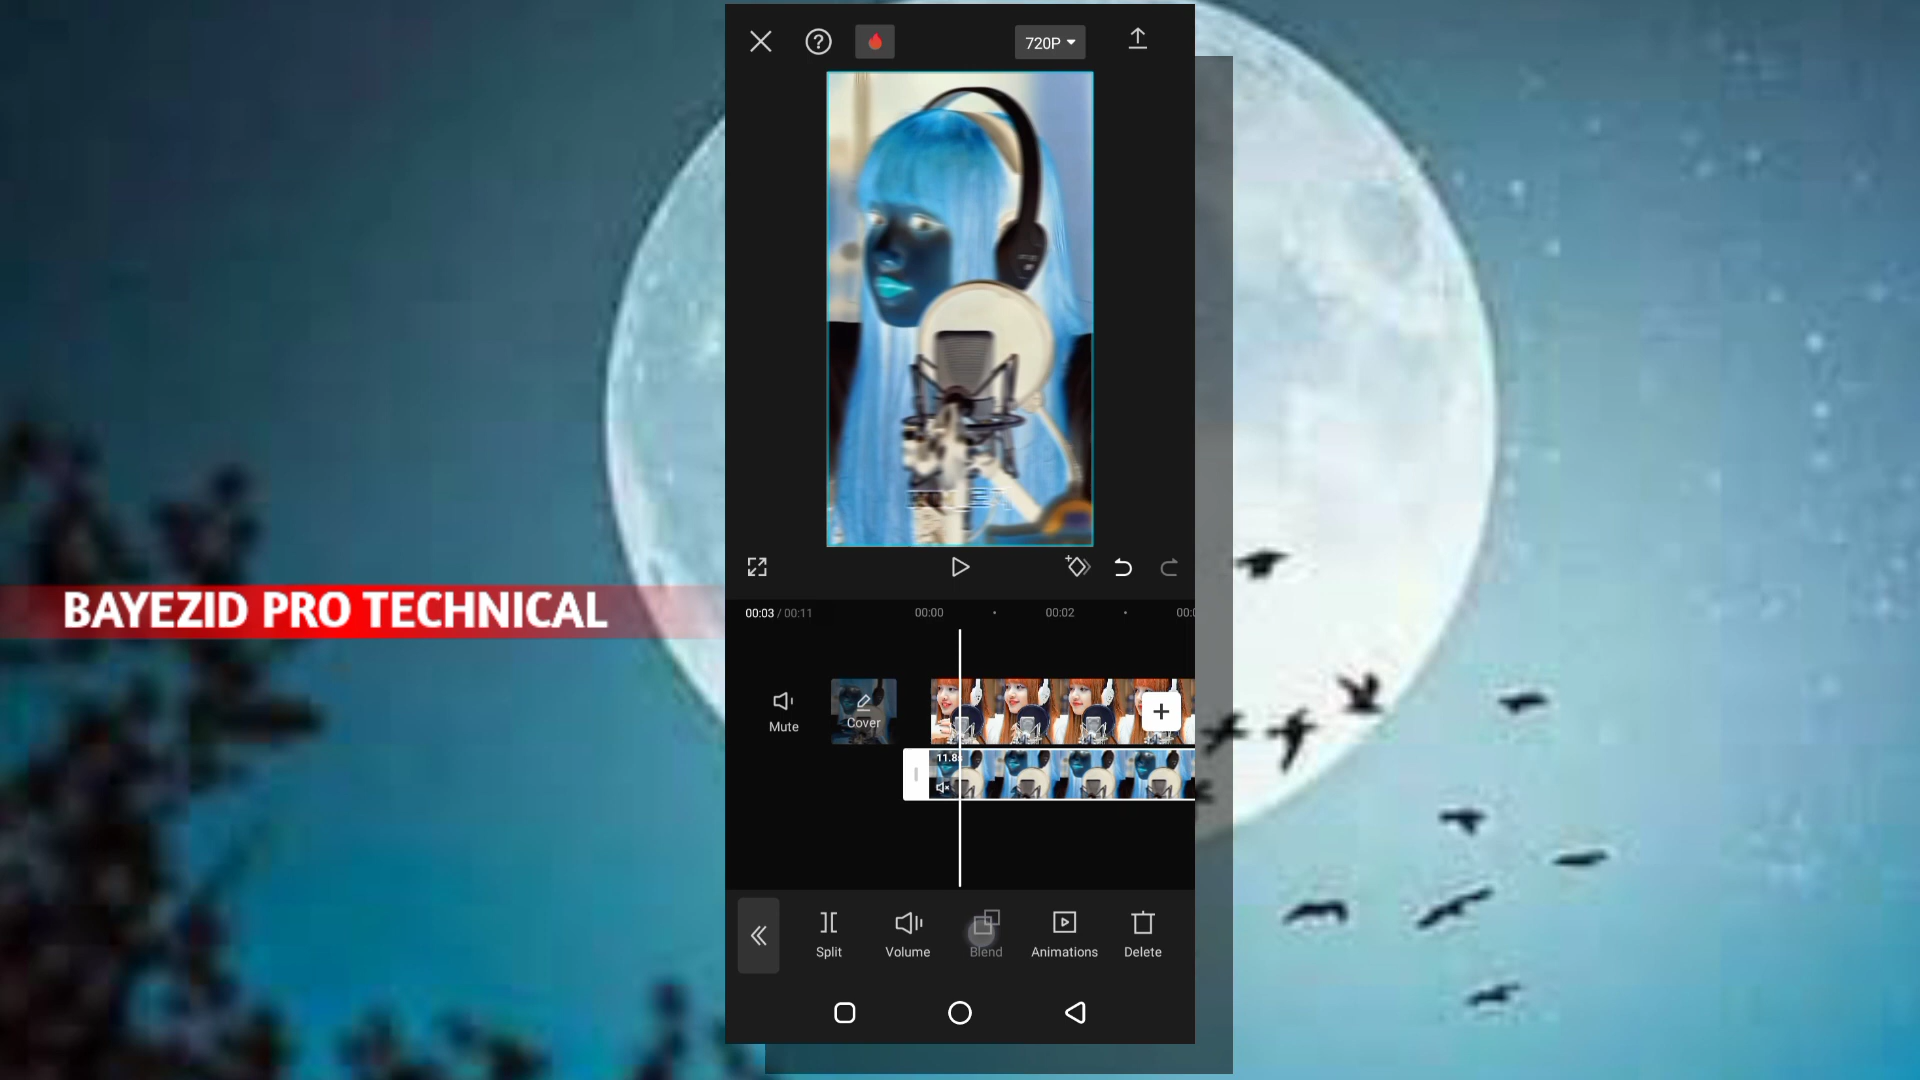 720P
BAYEZID PRO TECHNICAL
00:03 / 00:11
00:00
00:02
Mute
Cover
Split
Volume
Blend
Animations
Delete